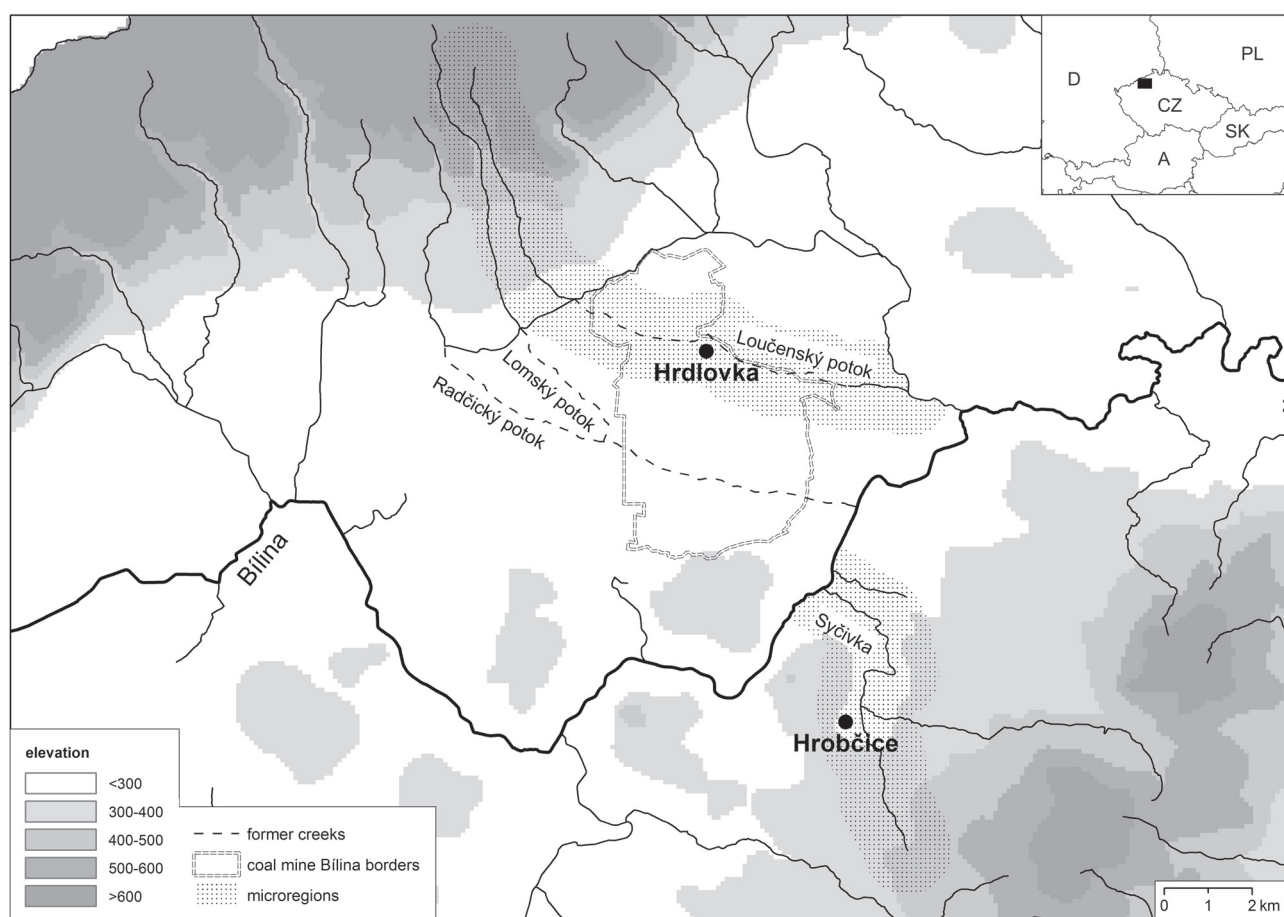 D
PL
CZ
SK
A
Loučenský potok
Hrdlovka
Lomský potok
Radčický potok
Bílina
Syčivka
Hrobčice
elevation
<300
300-400
400-500
500-600
>600
former creeks
coal mine Bílina borders
microregions
0 1 2 km